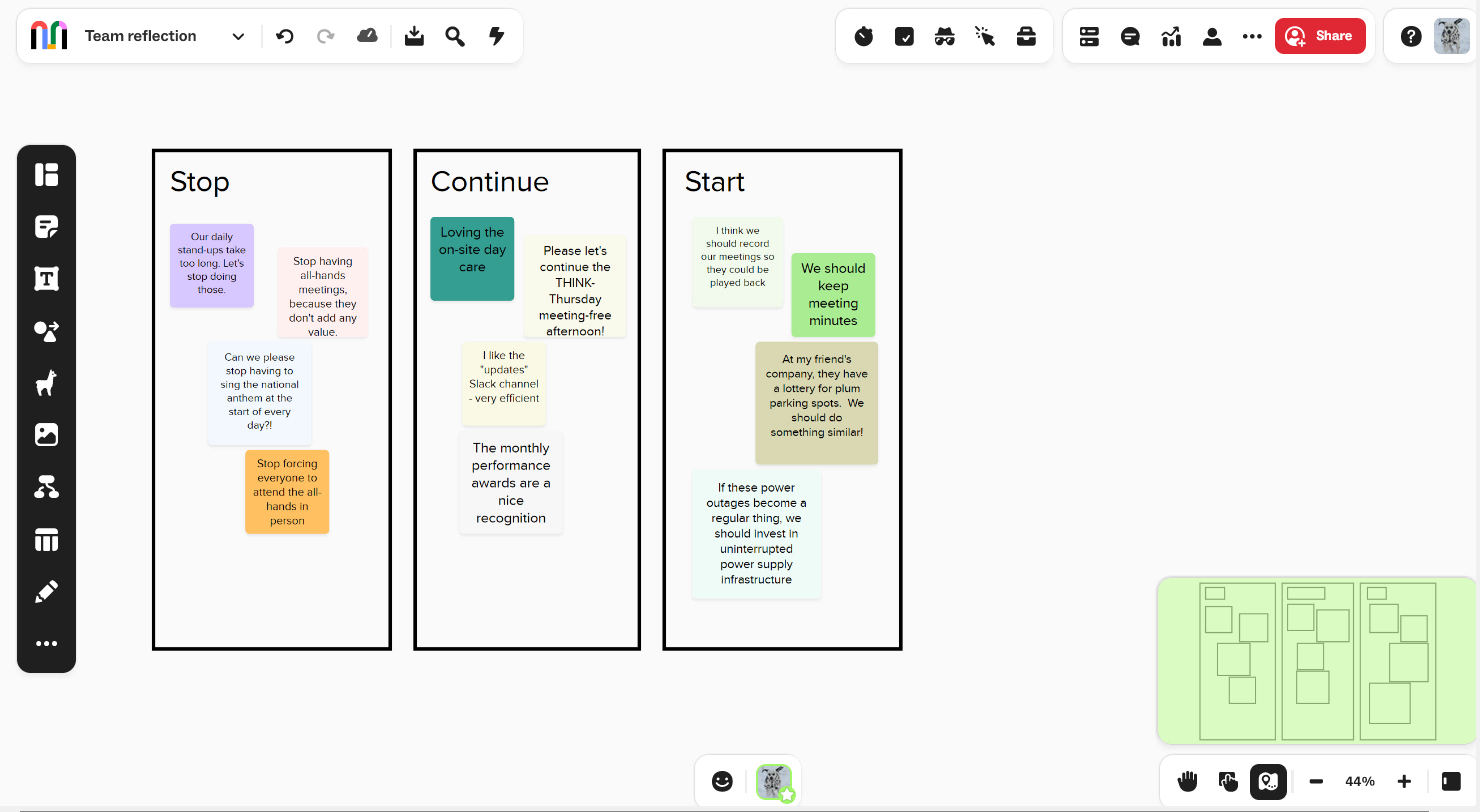 Team reflection
Share
Stop
Our daily
stand-ups take
too long. Let's
stop doing
those.
Stop having
all-hands
meetings,
because they
don't add any
value.
Can we please
stop having to
sing the national
anthem at the
start of every
day?!
Stop forcing
everyone to
attend the all-
hands in
person
Continue
Loving the
on-site day
care
Please let's
continue the
THINK-
Thursday
meeting-free
afternoon!
I like the
"updates"
Slack channel
- very efficient
The monthly
performance
awards are a
nice
recognition
Start
I think we
should record
our meetings so
they could be
played back
We should
keep
meeting
minutes
At my friend's
company, they have
a lottery for plum
parking spots. We
should do
something similar!
If these power
outages become a
regular thing, we
should invest in
uninterrupted
power supply
infrastructure
44%